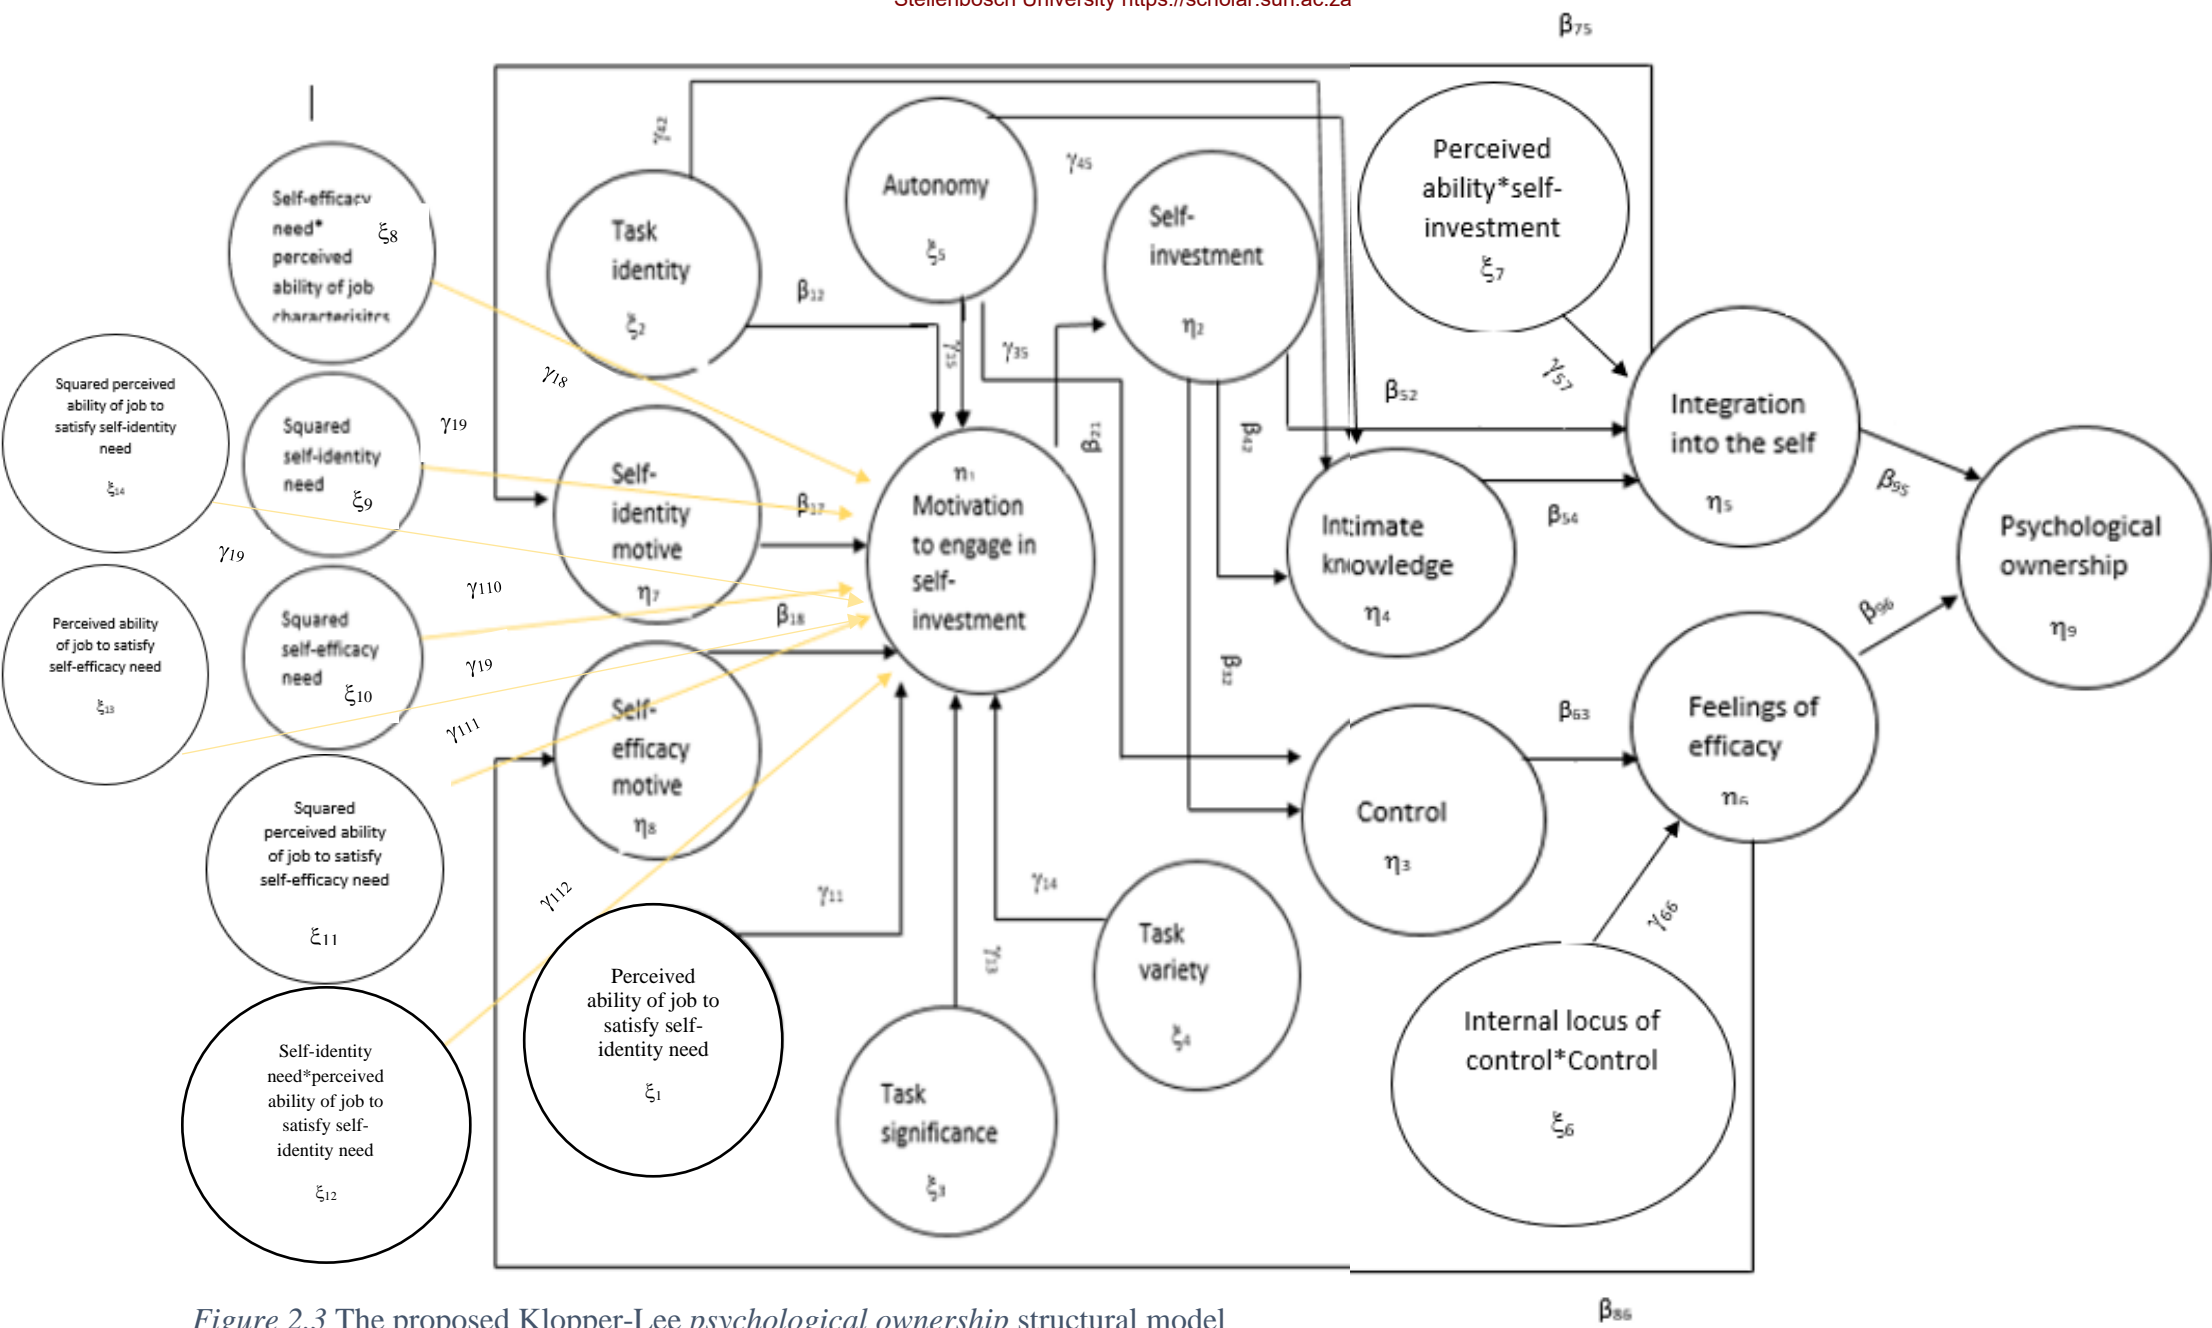 Stellenbosch University https://scholar.sun.ac.za
β75
γ42
Autonomy
ξ5
γ45
Self-
investment
η2
Perceived
ability*self-
investment
ξ7
Self-efficacy
need*
ξ8
perceived
ability of job
characterisitcs
Task
identity
ξ2
β12
γ15
γ35
γ18
β52
γ57
Squared perceived
ability of job to
satisfy self-identity
need
ξ14
Squared
self-identity
need
ξ9
γ19
Self-
identity
motive
η7
β17
η1
Motivation
to engage in
self-
investment
β21
β42
Intimate
knowledge
η4
β54
Integration
into the self
η5
β95
Psychological
ownership
η9
γ19
Perceived ability
of job to satisfy
self-efficacy need
ξ13
Squared
self-efficacy
need
ξ10
γ110
γ19
γ111
β18
Self-
efficacy
motive
η8
β32
β63
β96
Feelings of
efficacy
η6
Control
η3
Squared
perceived ability
of job to satisfy
self-efficacy need
ξ11
γ112
γ11
γ14
γ13
γ66
Task
variety
ξ4
Perceived
ability of job to
satisfy self-
identity need
ξ1
Self-identity
need*perceived
ability of job to
satisfy self-
identity need
ξ12
Task
significance
ξ3
Internal locus of
control*Control
ξ6
β86
Figure 2.3 The proposed Klopper-Lee psychological ownership structural model